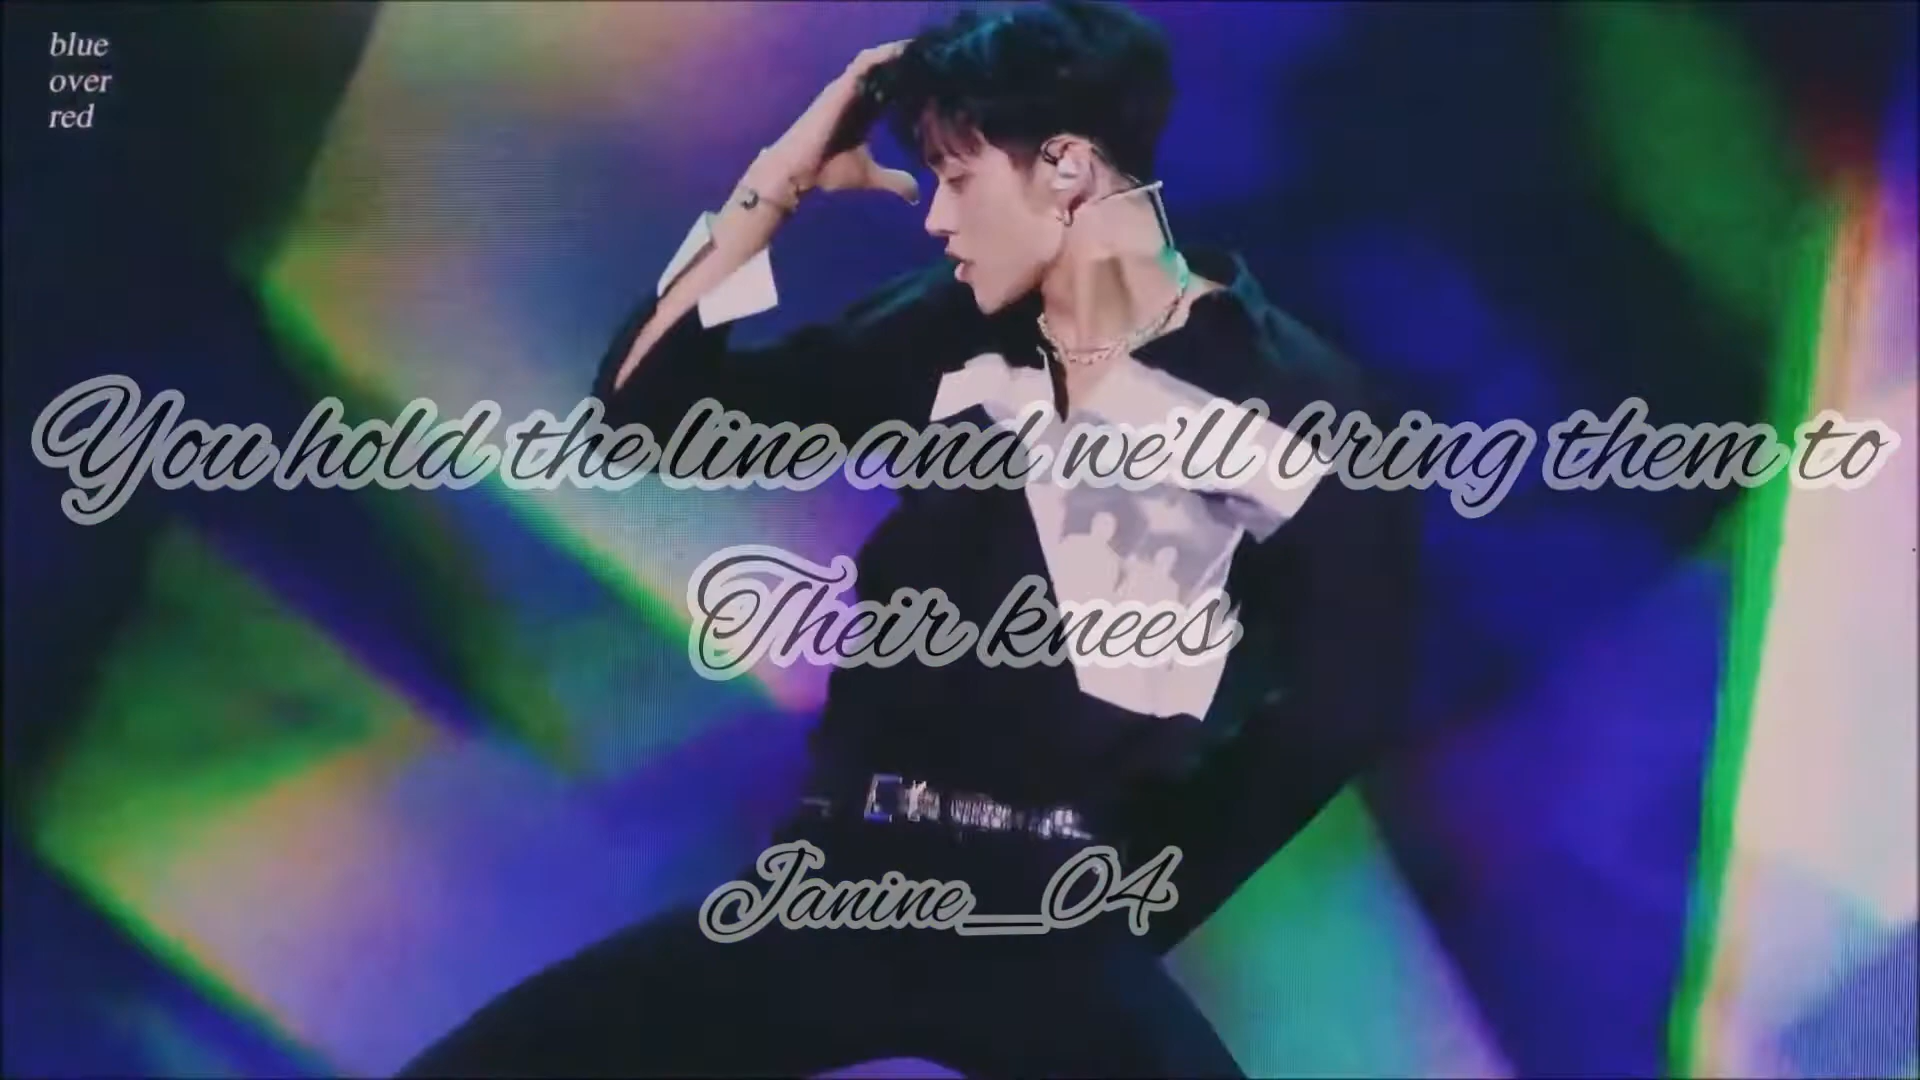 blue
over
red
You hold the line and we'll bring them to
Their knees
Janine_04